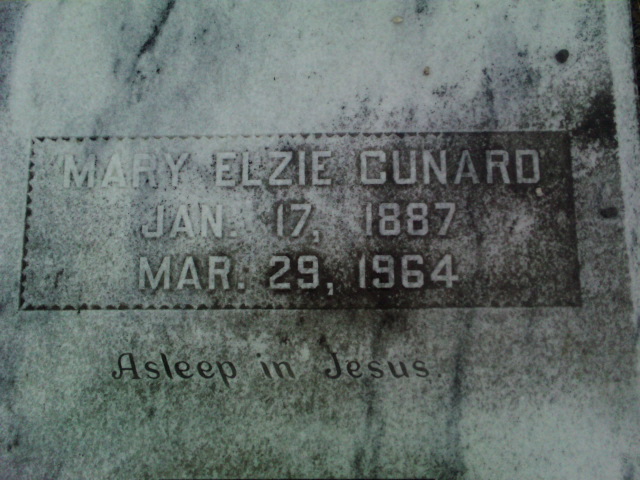 MARY ELZIE CUNARD
JAN. 17, 1887
MAR. 29, 1964
Asleep in Jesus.